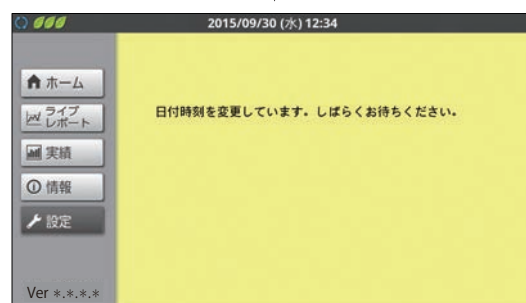 2015/09/30 (水) 12:34
ホーム
ライブ
レポート
実績
情報
設定
日付時刻を変更しています。しばらくお待ちください。
Ver *.*.*.*